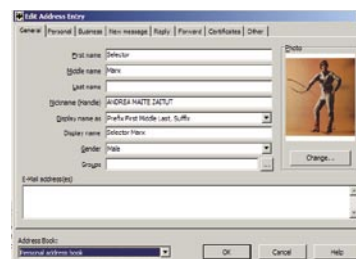 Edit Address Entry
General Personal Business New message Reply Forward Certificates Other
First name Selector
Middle name Marx
Last name
Nickname (Handle) ANDREA MAITE ZAITUT
Display name as Prefix First Middle Last, Suffix
Display name Selector Marx
Gender Male
Groups ...
Photo
Change...
E-Mail address(es)
Address Book:
Personal address book
OK Cancel Help